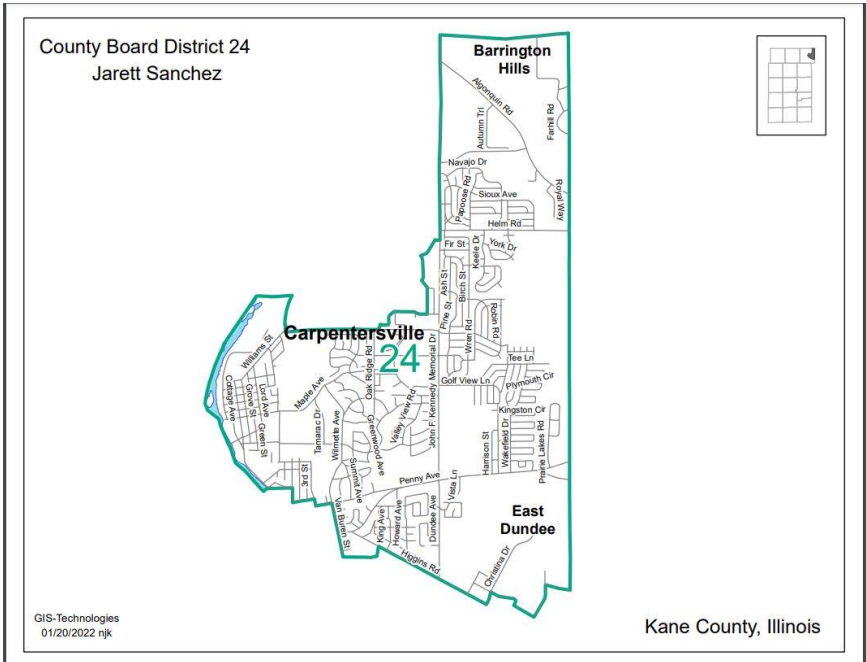 County Board District 24
Jarett Sanchez
Barrington
Hills
Algonquin Rd
Autumn Trl
Farhill Rd
Navajo Dr
Papoose Rd
Sioux Ave
Royal Way
Helm Rd
Fir St
Keele Dr
York Dr
Ash St
Birch St
Pine St
Robin Rd
Wren Rd
Carpentersville
24
Williams St
Oak Ridge Rd
John F. Kennedy Memorial Dr
Tee Ln
Golf View Ln
Plymouth Cir
Maple Ave
Cottage Ave
Grove St
Lord Ave
Green St
Tamarac Dr
Wilmette Ave
Greenwood Ave
Valley View Rd
Kingston Cir
Harrison St
Wakefield Dr
Prairie Lakes Rd
3rd St
Summit Ave
Penny Ave
Vista Ln
Van Buren St
King Ave
Howard Ave
Dundee Ave
East
Dundee
Higgins Rd
Christina Dr
GIS-Technologies
01/20/2022 njk
Kane County, Illinois